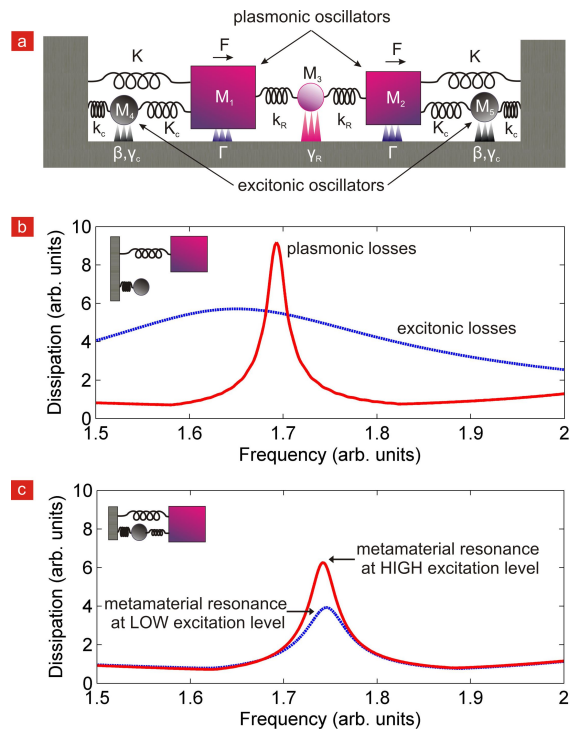 plasmonic oscillators
a
F
F
K
K
M3
M1
M2
M4
M5
kc
Kc
kR
kR
Kc
kc
β,γc
Γ
γR
Γ
β,γc
excitonic oscillators
b
10
8
6
4
2
0
Dissipation (arb. units)
plasmonic losses
excitonic losses
1.5
1.6
1.7
1.8
1.9
2
Frequency (arb. units)
c
10
8
6
4
2
0
Dissipation (arb. units)
metamaterial resonance
at HIGH excitation level
metamaterial resonance
at LOW excitation level
1.5
1.6
1.7
1.8
1.9
2
Frequency (arb. units)